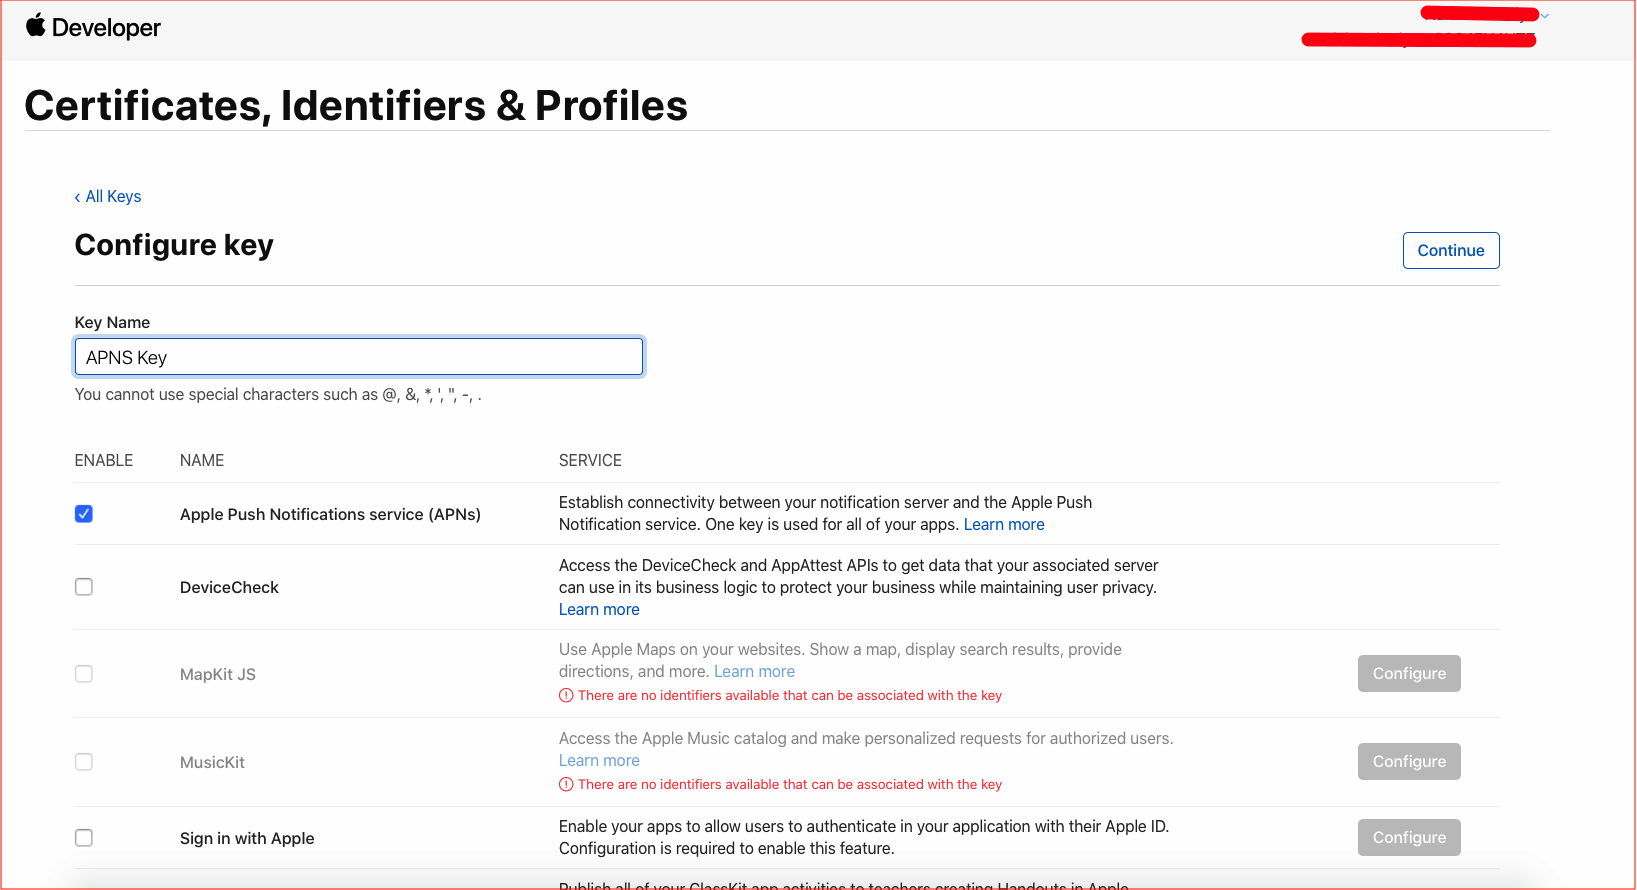 Developer
Certificates, Identifiers & Profiles
‹ All Keys
Configure key
Continue
Key Name
APNS Key
You cannot use special characters such as @, &, *, ', ", -, .
ENABLE NAME SERVICE
Apple Push Notifications service (APNs)
Establish connectivity between your notification server and the Apple Push
Notification service. One key is used for all of your apps. Learn more
DeviceCheck
Access the DeviceCheck and AppAttest APIs to get data that your associated server
can use in its business logic to protect your business while maintaining user privacy.
Learn more
MapKit JS
Use Apple Maps on your websites. Show a map, display search results, provide
directions, and more. Learn more
There are no identifiers available that can be associated with the key
Configure
MusicKit
Access the Apple Music catalog and make personalized requests for authorized users.
Learn more
There are no identifiers available that can be associated with the key
Configure
Sign in with Apple
Enable your apps to allow users to authenticate in your application with their Apple ID.
Configuration is required to enable this feature.
Configure
Publish all of your ClassKit app activities to teachers creating Handouts in Apple